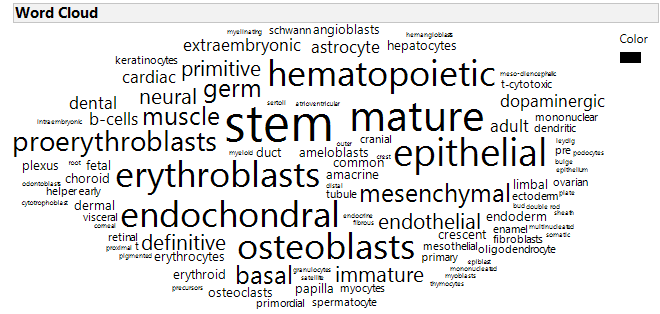 Word Cloud
Color
myelinating schwann angioblasts hemangioblasts
extraembryonic astrocyte hepatocytes
keratinocytes primitive hematopoietic meso-diencephalic
cardiac germ t-cytotoxic
dental neural sertoli atrioventricular mature dopaminergic
intraembryonic b-cells muscle stem adult mononuclear
dendritic
proerythroblasts outer cranial leydig
myeloid duct ameloblasts crest epithelial pre podocytes
plexus root fetal common bulge
choroid erythroblasts amacrine epithelium
odontoblasts helper early distal mesenchymal limbal ovarian
cytotrophoblast tubule ectoderm plate
dermal bud double rod
visceral endochondral endocrine endothelial endoderm sheath
corneal fibrous enamel multinucleated
retinal t definitive crescent fibroblasts somatic
proximal osteoblasts mesothelial oligodendrocyte
pigmented erythrocytes primary
epiblast
erythroid basal granulocytes immature mononucleated
satellite myoblasts
precursors osteoclasts papilla myocytes thymocytes
primordial spermatocyte